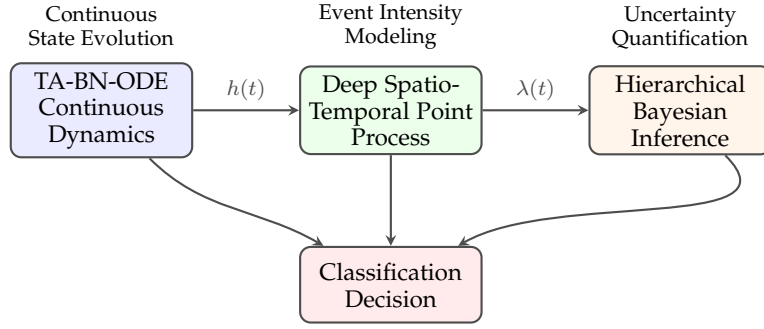 Continuous
State Evolution
Event Intensity
Modeling
Uncertainty
Quantification
TA-BN-ODE
Continuous
Dynamics
h(t)
Deep Spatio-
Temporal Point
Process
λ(t)
Hierarchical
Bayesian
Inference
Classification
Decision